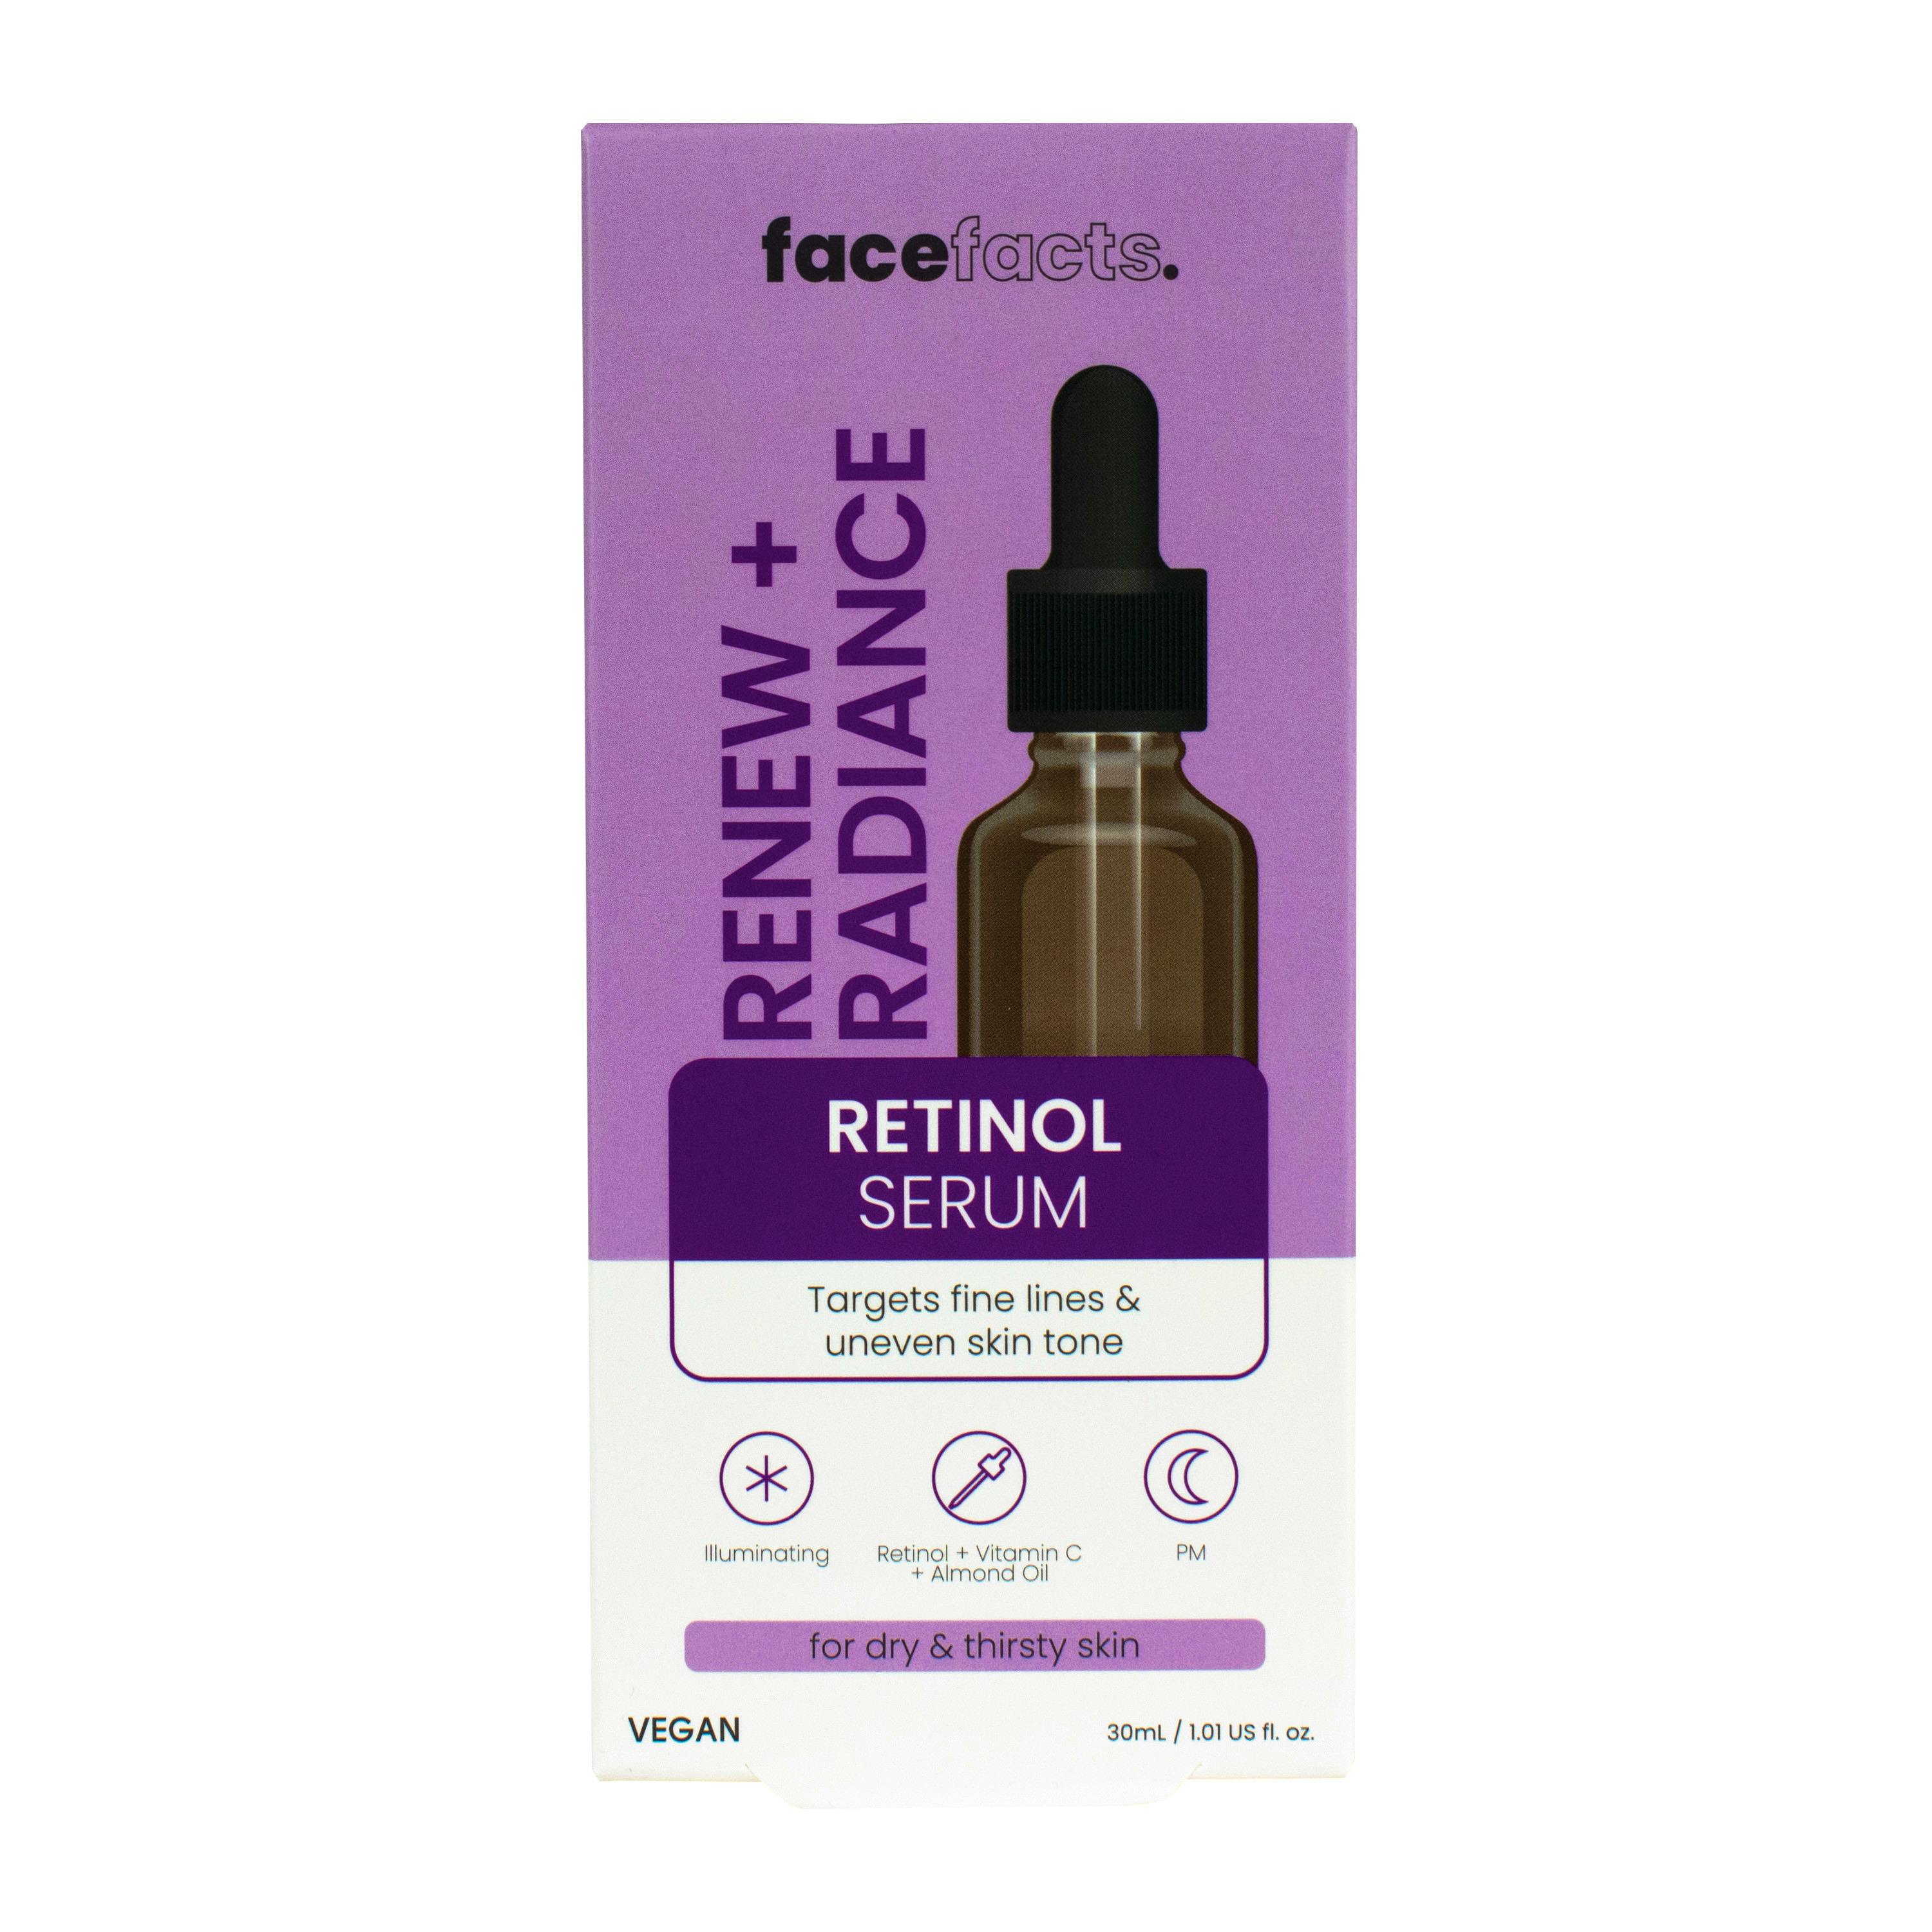 facefacts.
RENEW +
RADIANCE
RETINOL
SERUM
Targets fine lines &
uneven skin tone
Illuminating
Retinol + Vitamin C
+ Almond Oil
PM
for dry & thirsty skin
VEGAN
30mL / 1.01 US fl. oz.